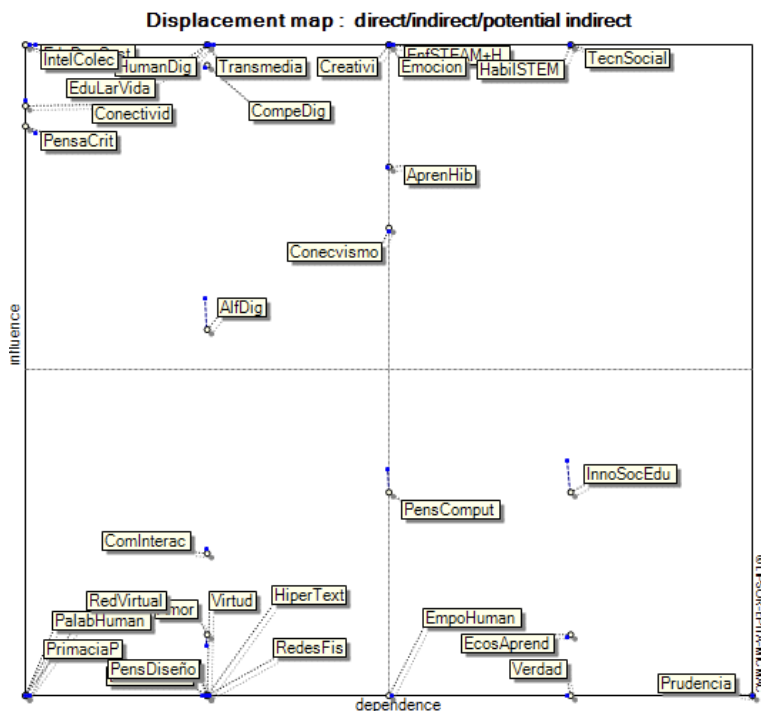 Displacement map : direct/indirect/potential indirect
IntelColec
HumanDig
Transmedia
Creativi
EnfSTEAM+H
Emocion
HabilSTEM
TecnSocial
EduLarVida
Conectivid
CompeDig
PensaCrit
AprenHib
Conecvismo
AlfDig
influence
InnoSocEdu
PensComput
ComInterac
RedVirtual
PalabHuman
Virtud
HiperText
EmpoHuman
PrimaciaP
PensDiseño
RedesFis
EcosAprend
Verdad
Prudencia
dependence